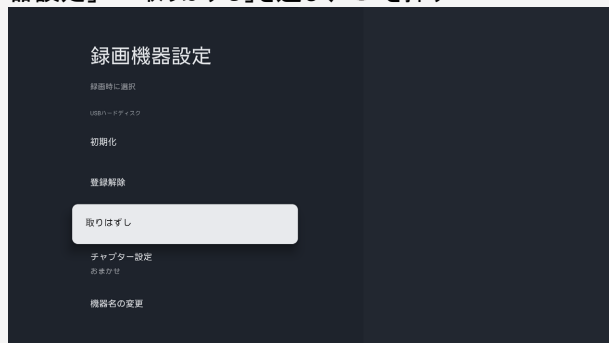 録画機器設定
録画時に選択
USBハードディスク
初期化
登録解除
取りはずし
チャプター設定
おまかせ
機器名の変更